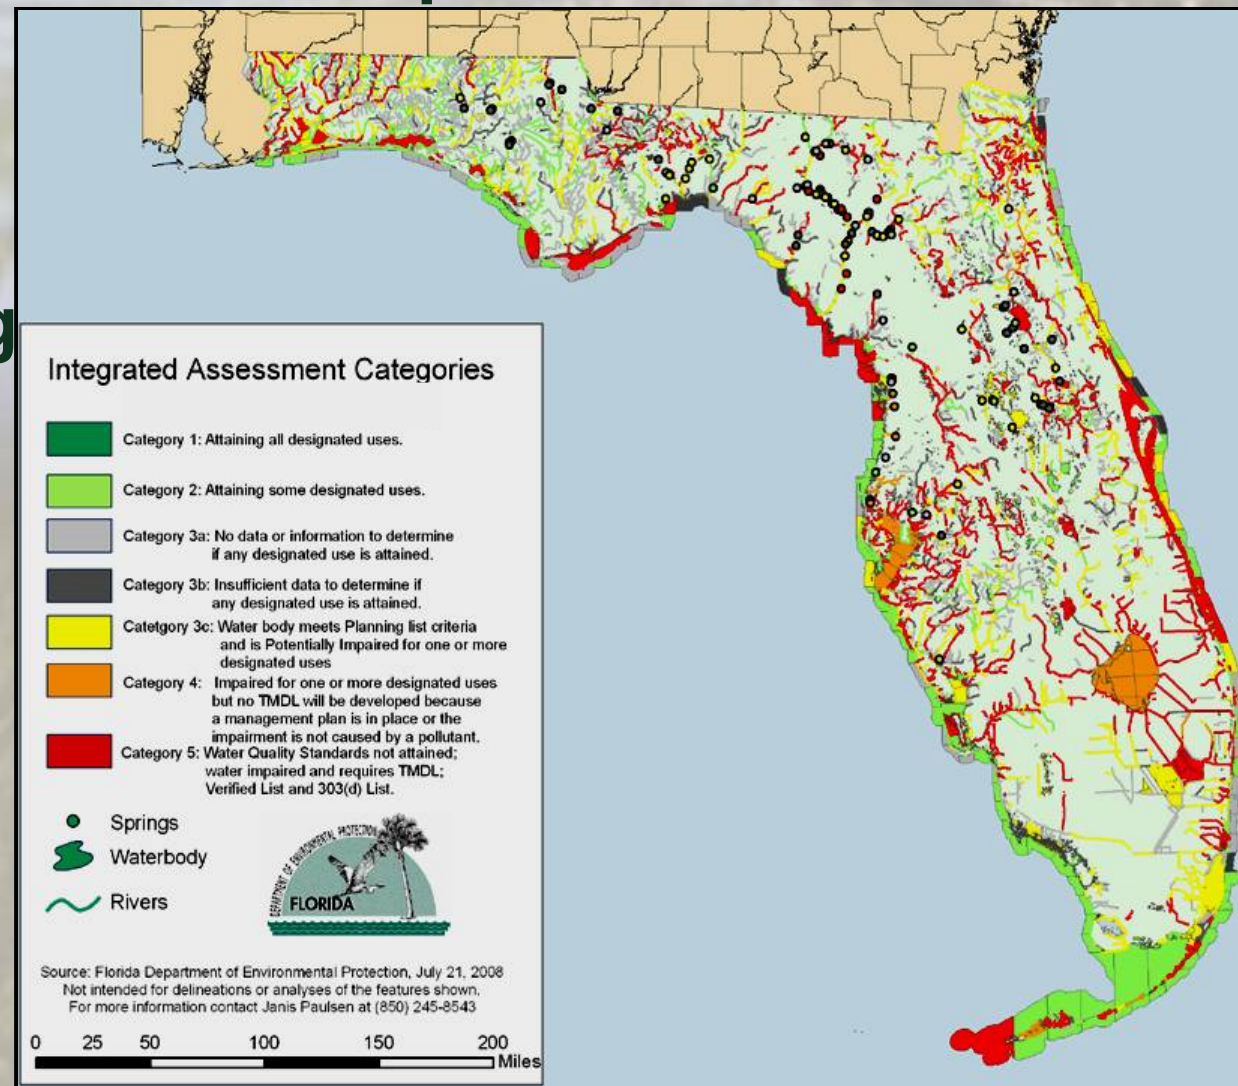 g
Integrated Assessment Categories
Category 1: Attaining all designated uses.
Category 2: Attaining some designated uses.
Category 3a: No data or information to determine
if any designated use is attained.
Category 3b: Insufficient data to determine if
any designated use is attained.
Catetgory 3c: Water body meets Planning list criteria
and is Potentially Impaired for one or more
designated uses
Category 4: Impaired for one or more designated uses
but no TMDL will be developed because
a management plan is in place or the
impairment is not caused by a pollutant.
Category 5: Water Quality Standards not attained;
water impaired and requires TMDL;
Verified List and 303(d) List.
Springs
Waterbody
Rivers
DEPARTMENT OF ENVIRONMENTAL PROTECTION
FLORIDA
Source: Florida Department of Environmental Protection, July 21, 2008
Not intended for delineations or analyses of the features shown.
For more information contact Janis Paulsen at (850) 245-8543
0 25 50 100 150 200
Miles